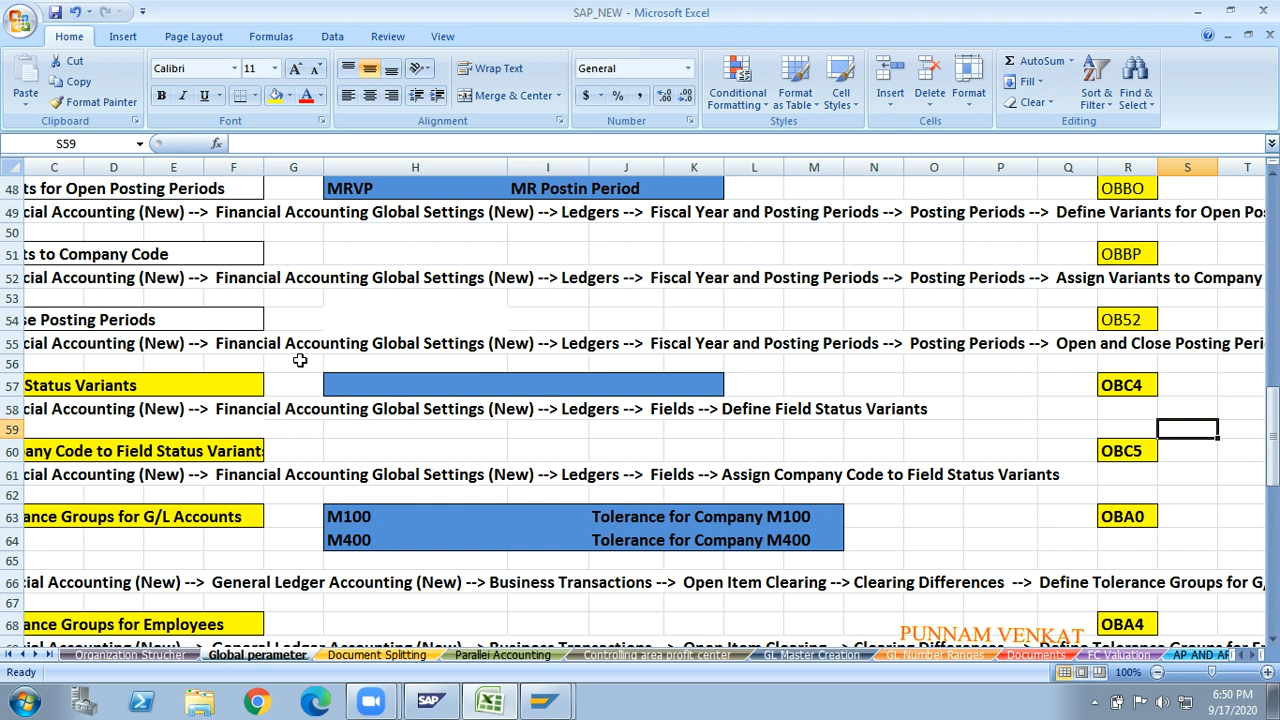 SAP_NEW - Microsoft Excel
Home Insert Page Layout Formulas Data Review View
Cut
Copy
Format Painter
Paste
Calibri 11
B I U
Wrap Text
Merge & Center
General
$ % ,
Conditional Formatting
Format as Table
Cell Styles
Insert Delete Format
AutoSum
Fill
Clear
Sort & Filter
Find & Select
Clipboard Font Alignment Number Styles Cells Editing
S59
C D E F G H I J K L M N O P Q R S T
48 ts for Open Posting Periods MRVP MR Postin Period OBBO
49 cial Accounting (New) --> Financial Accounting Global Settings (New) --> Ledgers --> Fiscal Year and Posting Periods --> Posting Periods --> Define Variants for Open Po
50
51 ts to Company Code OBBP
52 cial Accounting (New) --> Financial Accounting Global Settings (New) --> Ledgers --> Fiscal Year and Posting Periods --> Posting Periods --> Assign Variants to Company
53
54 se Posting Periods OB52
55 cial Accounting (New) --> Financial Accounting Global Settings (New) --> Ledgers --> Fiscal Year and Posting Periods --> Posting Periods --> Open and Close Posting Peri
56
57 Status Variants OBC4
58 cial Accounting (New) --> Financial Accounting Global Settings (New) --> Ledgers --> Fields --> Define Field Status Variants
59
60 any Code to Field Status Variants OBC5
61 cial Accounting (New) --> Financial Accounting Global Settings (New) --> Ledgers --> Fields --> Assign Company Code to Field Status Variants
62
63 ance Groups for G/L Accounts M100 Tolerance for Company M100 OBA0
64 M400 Tolerance for Company M400
65
66 cial Accounting (New) --> General Ledger Accounting (New) --> Business Transactions --> Open Item Clearing --> Clearing Differences --> Define Tolerance Groups for G/
67
68 ance Groups for Employees OBA4
PUNNAM VENKAT
Organization Strucher Global perameter Document Splitting Parallel Accounting Controlling area profit center GL Master Creation GL Number Ranges Documents FC Valuation AP AND AR
Ready 100%
SAP
6:50 PM
9/17/2020